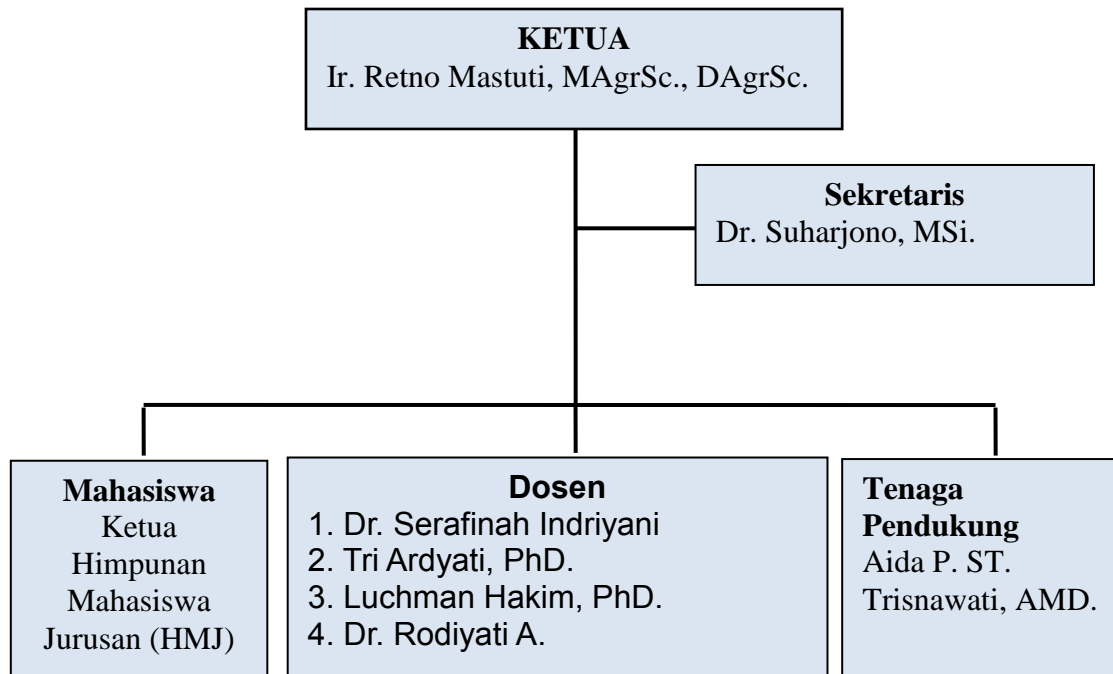 KETUA
Ir. Retno Mastuti, MAgrSc., DAgrSc.
Sekretaris
Dr. Suharjono, MSi.
Mahasiswa
Ketua
Himpunan
Mahasiswa
Jurusan (HMJ)
Dosen
1. Dr. Serafinah Indriyani
2. Tri Ardyati, PhD.
3. Luchman Hakim, PhD.
4. Dr. Rodiyati A.
Tenaga
Pendukung
Aida P. ST.
Trisnawati, AMD.